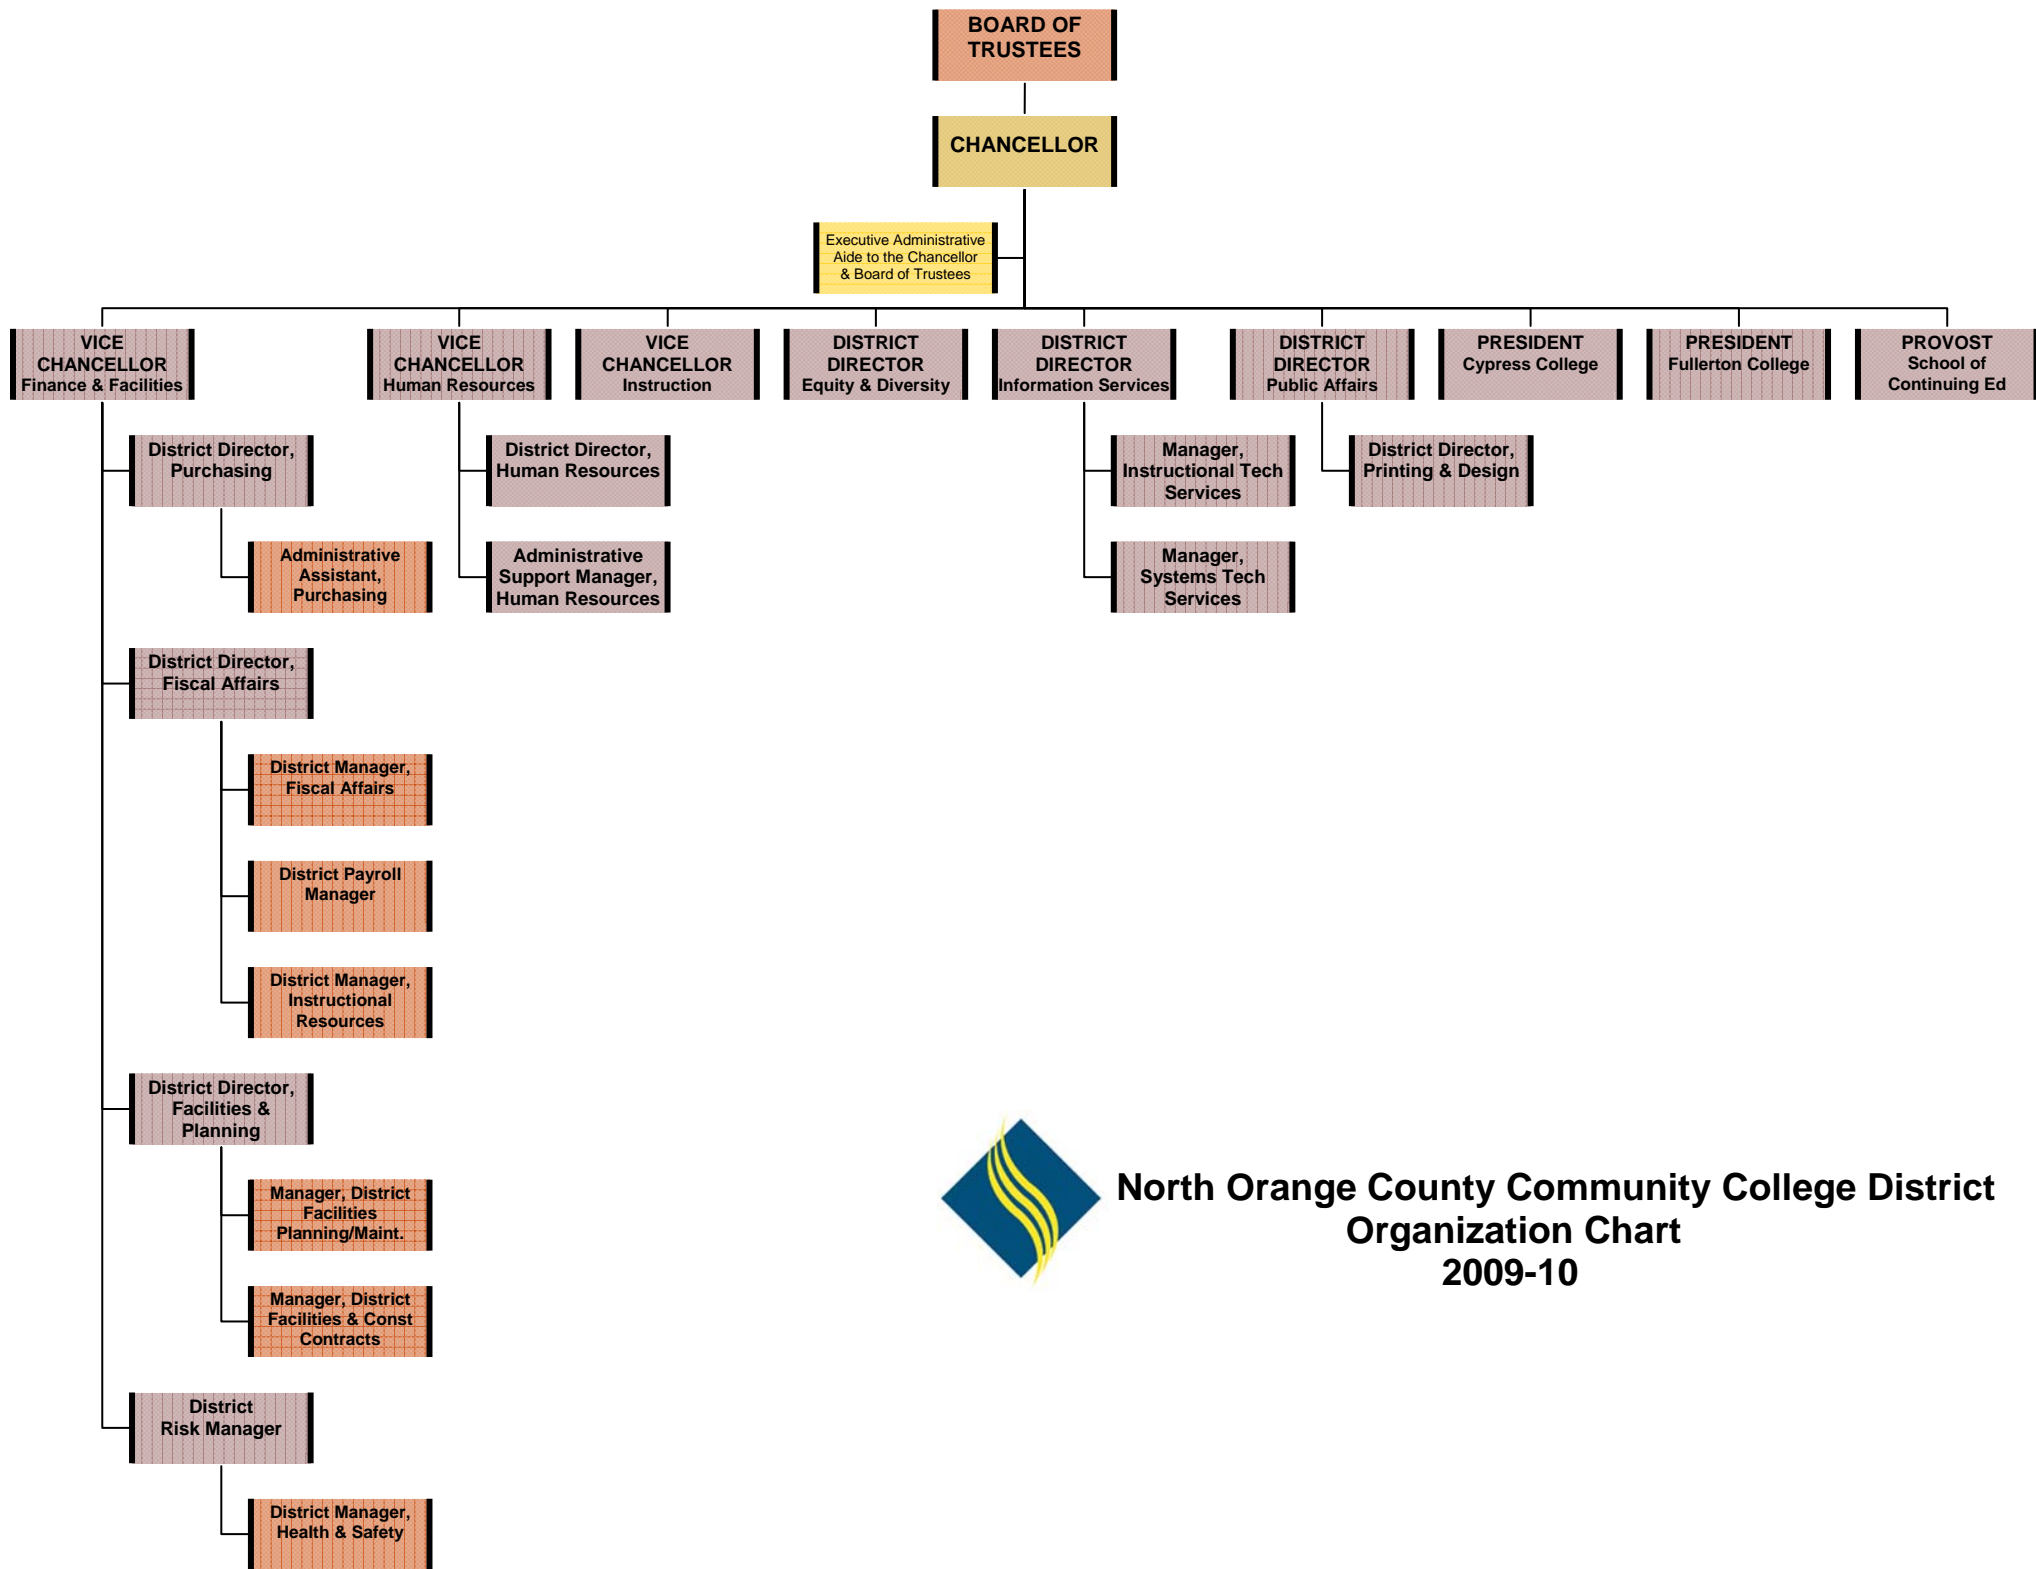 BOARD OF
TRUSTEES
CHANCELLOR
Executive Administrative
Aide to the Chancellor
& Board of Trustees
VICE
CHANCELLOR
Finance & Facilities
VICE
CHANCELLOR
Human Resources
VICE
CHANCELLOR
Instruction
DISTRICT
DIRECTOR
Equity & Diversity
DISTRICT
DIRECTOR
Information Services
DISTRICT
DIRECTOR
Public Affairs
PRESIDENT
Cypress College
PRESIDENT
Fullerton College
PROVOST
School of
Continuing Ed
District Director,
Purchasing
District Director,
Human Resources
Manager,
Instructional Tech
Services
District Director,
Printing & Design
Administrative
Assistant,
Purchasing
Administrative
Support Manager,
Human Resources
Manager,
Systems Tech
Services
District Director,
Fiscal Affairs
District Manager,
Fiscal Affairs
District Payroll
Manager
District Manager,
Instructional
Resources
District Director,
Facilities &
Planning
Manager, District
Facilities
Planning/Maint.
Manager, District
Facilities & Const
Contracts
District
Risk Manager
District Manager,
Health & Safety
North Orange County Community College District
Organization Chart
2009-10